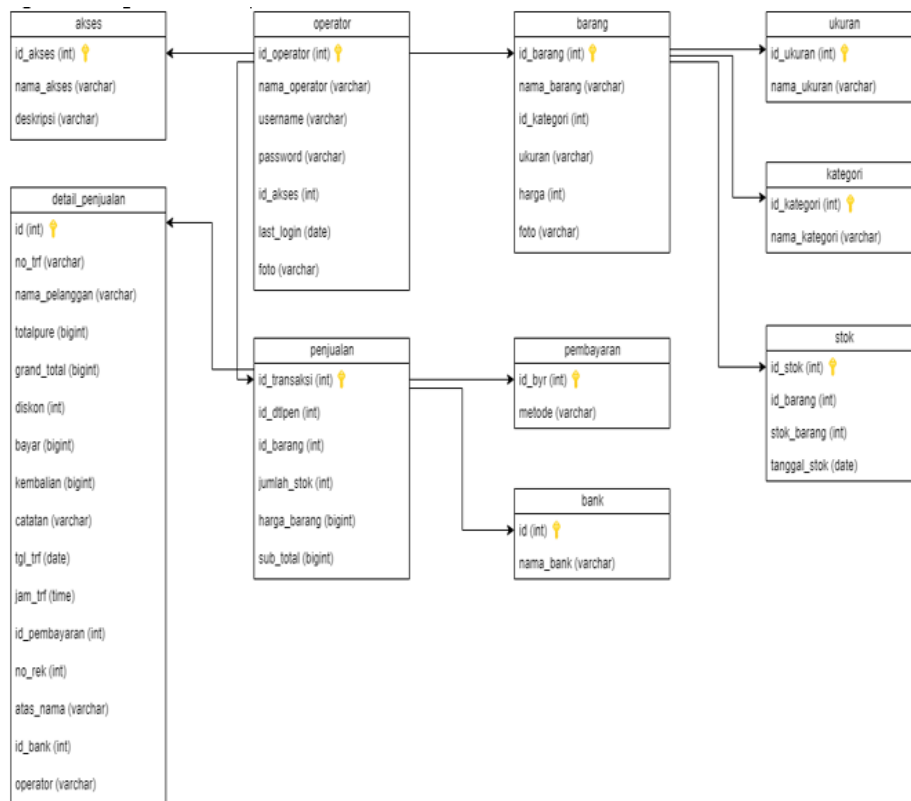 akses
id_akses (int)
nama_akses (varchar)
deskripsi (varchar)
operator
id_operator (int)
nama_operator (varchar)
username (varchar)
password (varchar)
id_akses (int)
last_login (date)
foto (varchar)
barang
id_barang (int)
nama_barang (varchar)
id_kategori (int)
ukuran (varchar)
harga (int)
foto (varchar)
ukuran
id_ukuran (int)
nama_ukuran (varchar)
kategori
id_kategori (int)
nama_kategori (varchar)
detail_penjualan
id (int)
no_trf (varchar)
nama_pelanggan (varchar)
totalpure (bigint)
grand_total (bigint)
diskon (int)
bayar (bigint)
kembalian (bigint)
catatan (varchar)
tgl_trf (date)
jam_trf (time)
id_pembayaran (int)
no_rek (int)
atas_nama (varchar)
id_bank (int)
operator (varchar)
penjualan
id_transaksi (int)
id_dtlpen (int)
id_barang (int)
jumlah_stok (int)
harga_barang (bigint)
sub_total (bigint)
pembayaran
id_byr (int)
metode (varchar)
bank
id (int)
nama_bank (varchar)
stok
id_stok (int)
id_barang (int)
stok_barang (int)
tanggal_stok (date)